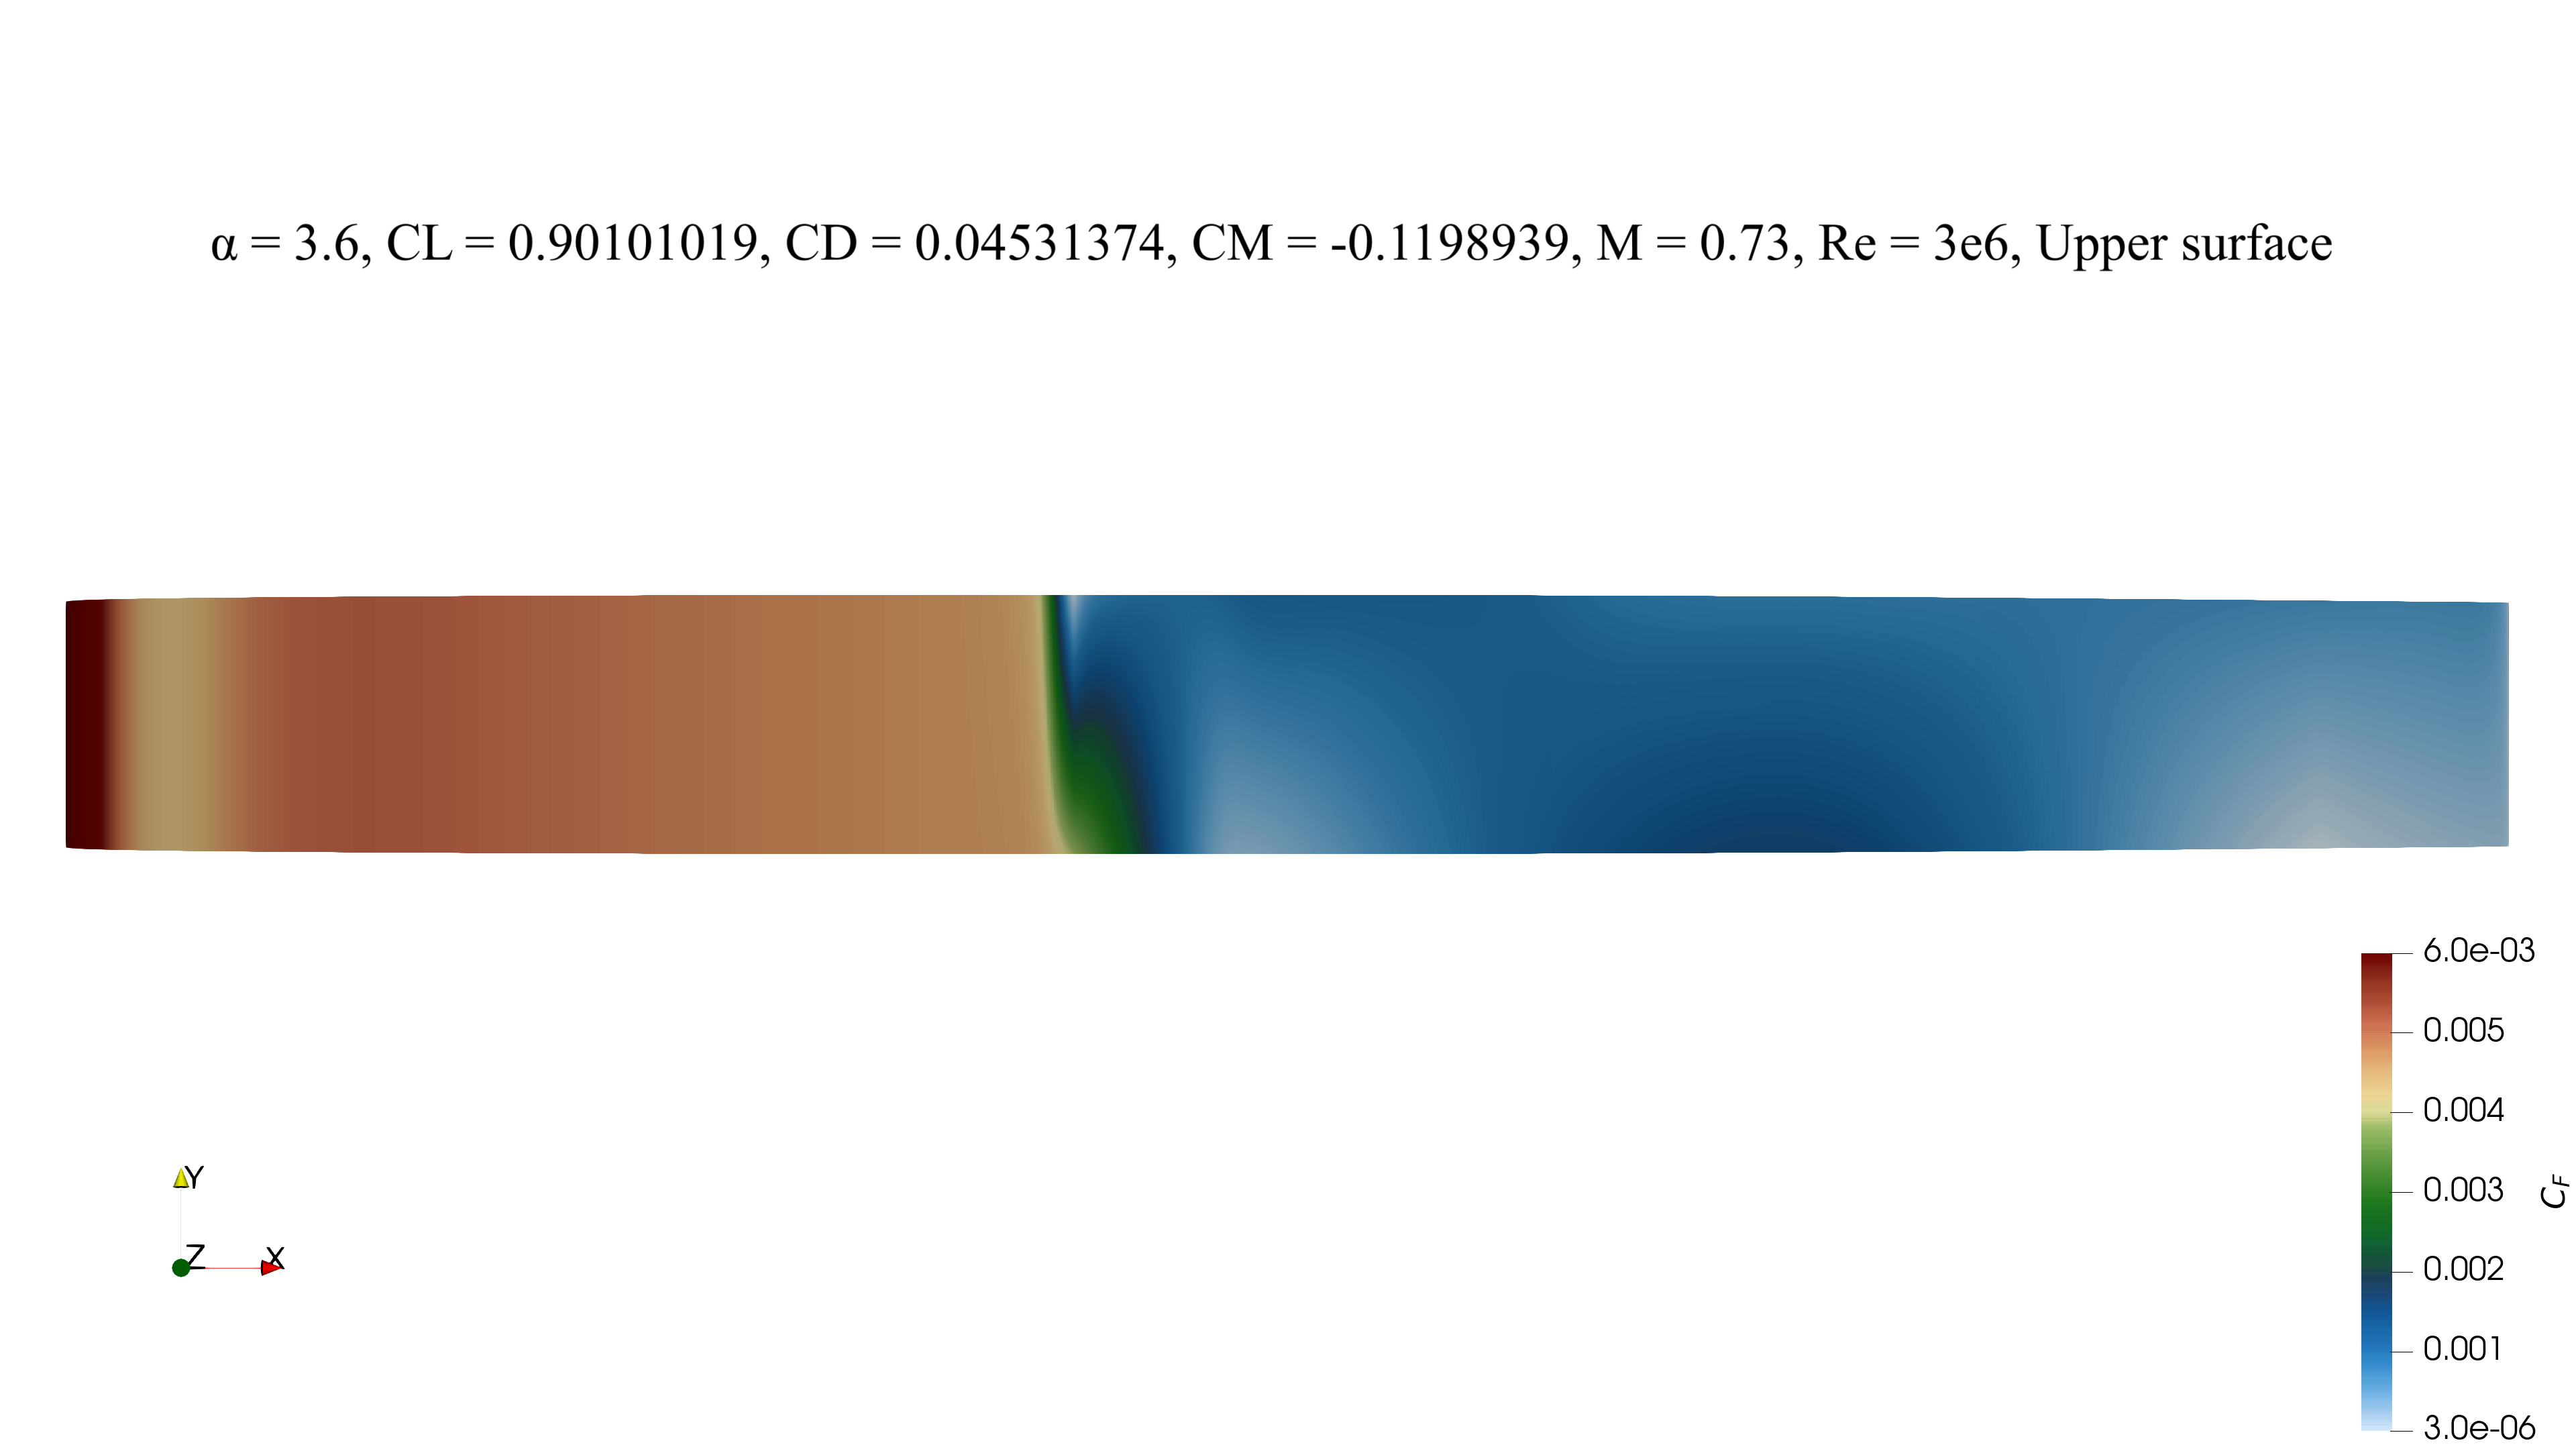 α = 3.6, CL = 0.90101019, CD = 0.04531374, CM = -0.1198939, M = 0.73, Re = 3e6, Upper surface
6.0e-03
0.005
0.004
0.003
0.002
0.001
3.0e-06
C_F
Y
Z
X